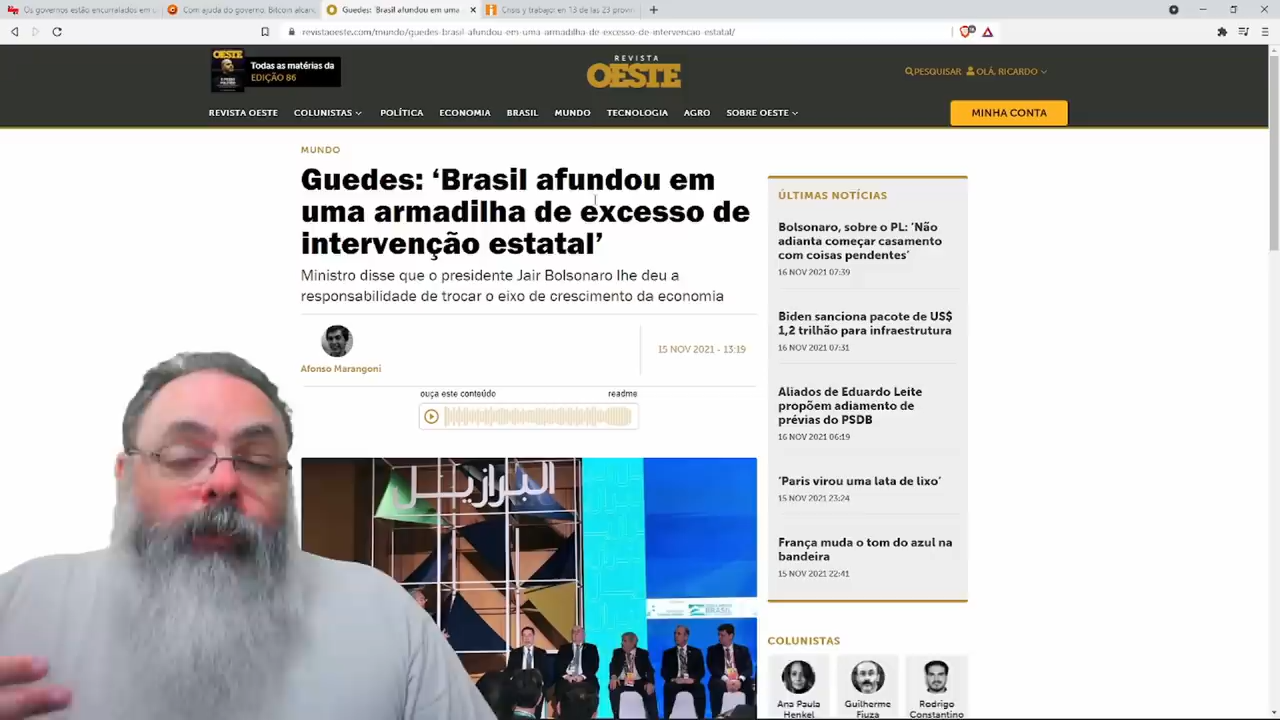 Os governos estão encurralados em u
Com ajuda do governo, Bitcoin alcan
Guedes: 'Brasil afundou em uma
Crisis y trabajo: en 13 de las 23 provin
revistaoeste.com/mundo/guedes-brasil-afundou-em-uma-armadilha-de-excesso-de-intervencao-estatal/
OESTE
Todas as matérias da
EDIÇÃO 86
REVISTA
OESTE
PESQUISAR
OLÁ, RICARDO
REVISTA OESTE
COLUNISTAS
POLÍTICA
ECONOMIA
BRASIL
MUNDO
TECNOLOGIA
AGRO
SOBRE OESTE
MINHA CONTA
MUNDO
Guedes: ‘Brasil afundou em
uma armadilha de excesso de
intervenção estatal’
Ministro disse que o presidente Jair Bolsonaro lhe deu a
responsabilidade de trocar o eixo de crescimento da economia
Afonso Marangoni
15 NOV 2021 - 13:19
ouça este conteúdo
readme
البرازيل
ÚLTIMAS NOTÍCIAS
Bolsonaro, sobre o PL: ‘Não
adianta começar casamento
com coisas pendentes’
16 NOV 2021 07:39
Biden sanciona pacote de US$
1,2 trilhão para infraestrutura
16 NOV 2021 07:31
Aliados de Eduardo Leite
propõem adiamento de
prévias do PSDB
16 NOV 2021 06:19
‘Paris virou uma lata de lixo’
15 NOV 2021 23:24
França muda o tom do azul na
bandeira
15 NOV 2021 22:41
COLUNISTAS
Ana Paula
Henkel
Guilherme
Fiuza
Rodrigo
Constantino